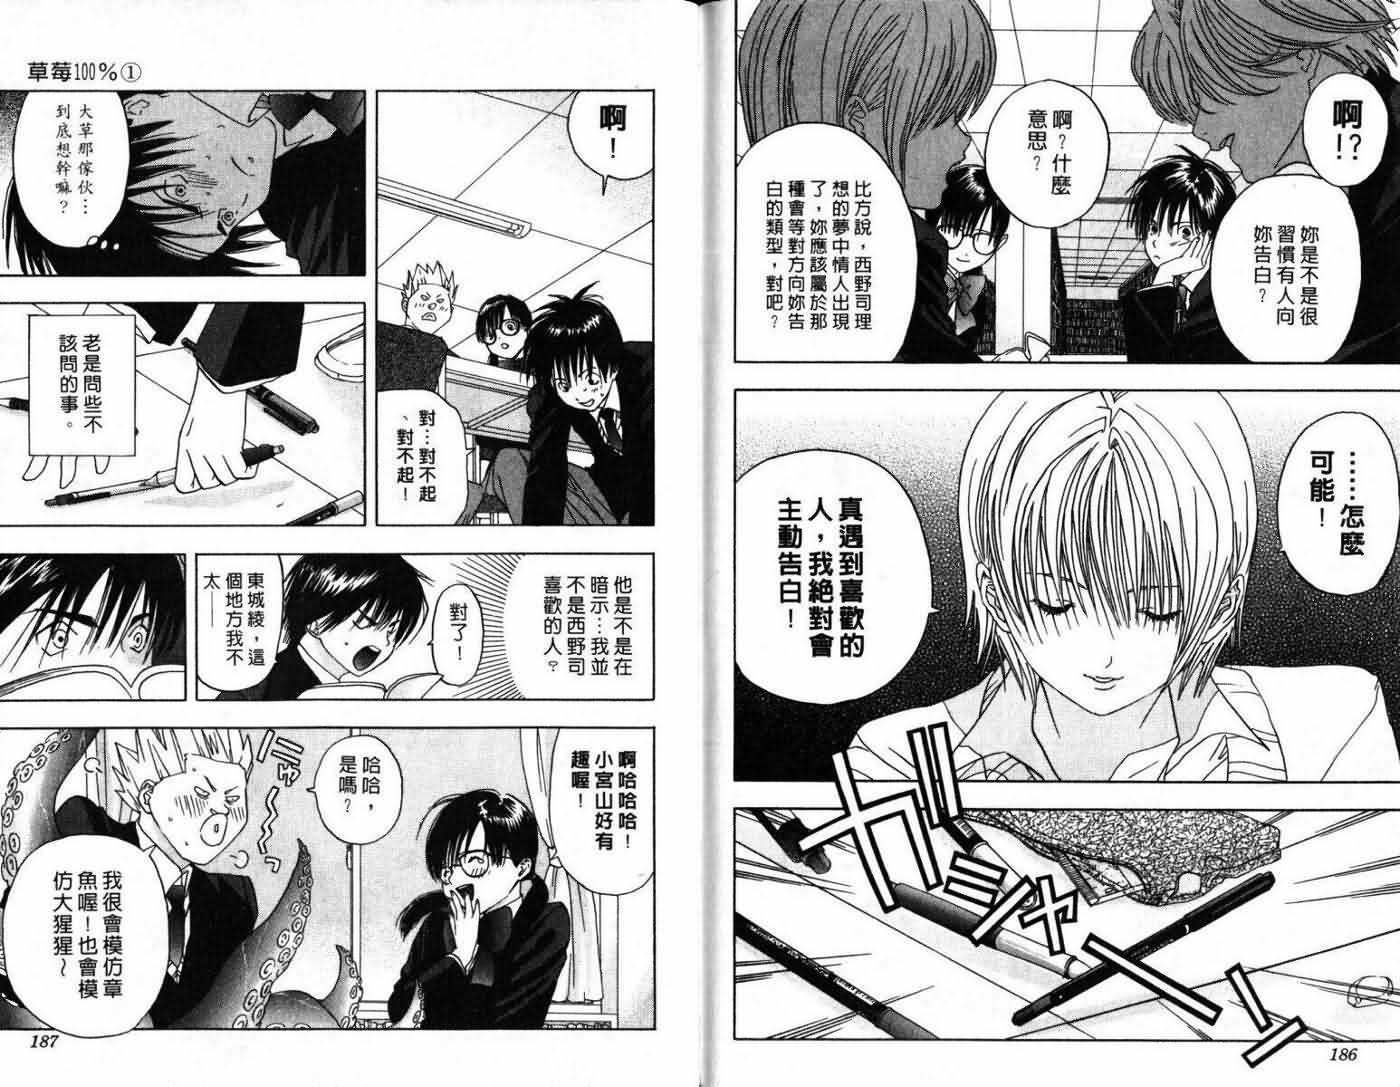 啊!?
妳是不是很
習慣有人向
妳告白?
啊?什麼
意思?
比方說,西野司理
想的夢中情人出現
了,妳應該屬於那
種會等對方向妳告
白的類型,對吧?
……怎麼
可能!
真遇到喜歡的
人,我絕對會
主動告白!
ガシャーン
186
草莓100%①
啊!
對…對不起
、對不起!
大草那傢伙…
到底想幹嘛?
老是問些不
該問的事。
他是不是在
暗示…我並
不是西野司
喜歡的人?
對了!
東城綾,這
個地方我不
太——
啊哈哈哈!
小宮山好有
趣喔!
哈哈,
是嗎?
ニュ〜
我很會模仿章
魚喔!也會模
仿大猩猩~
187